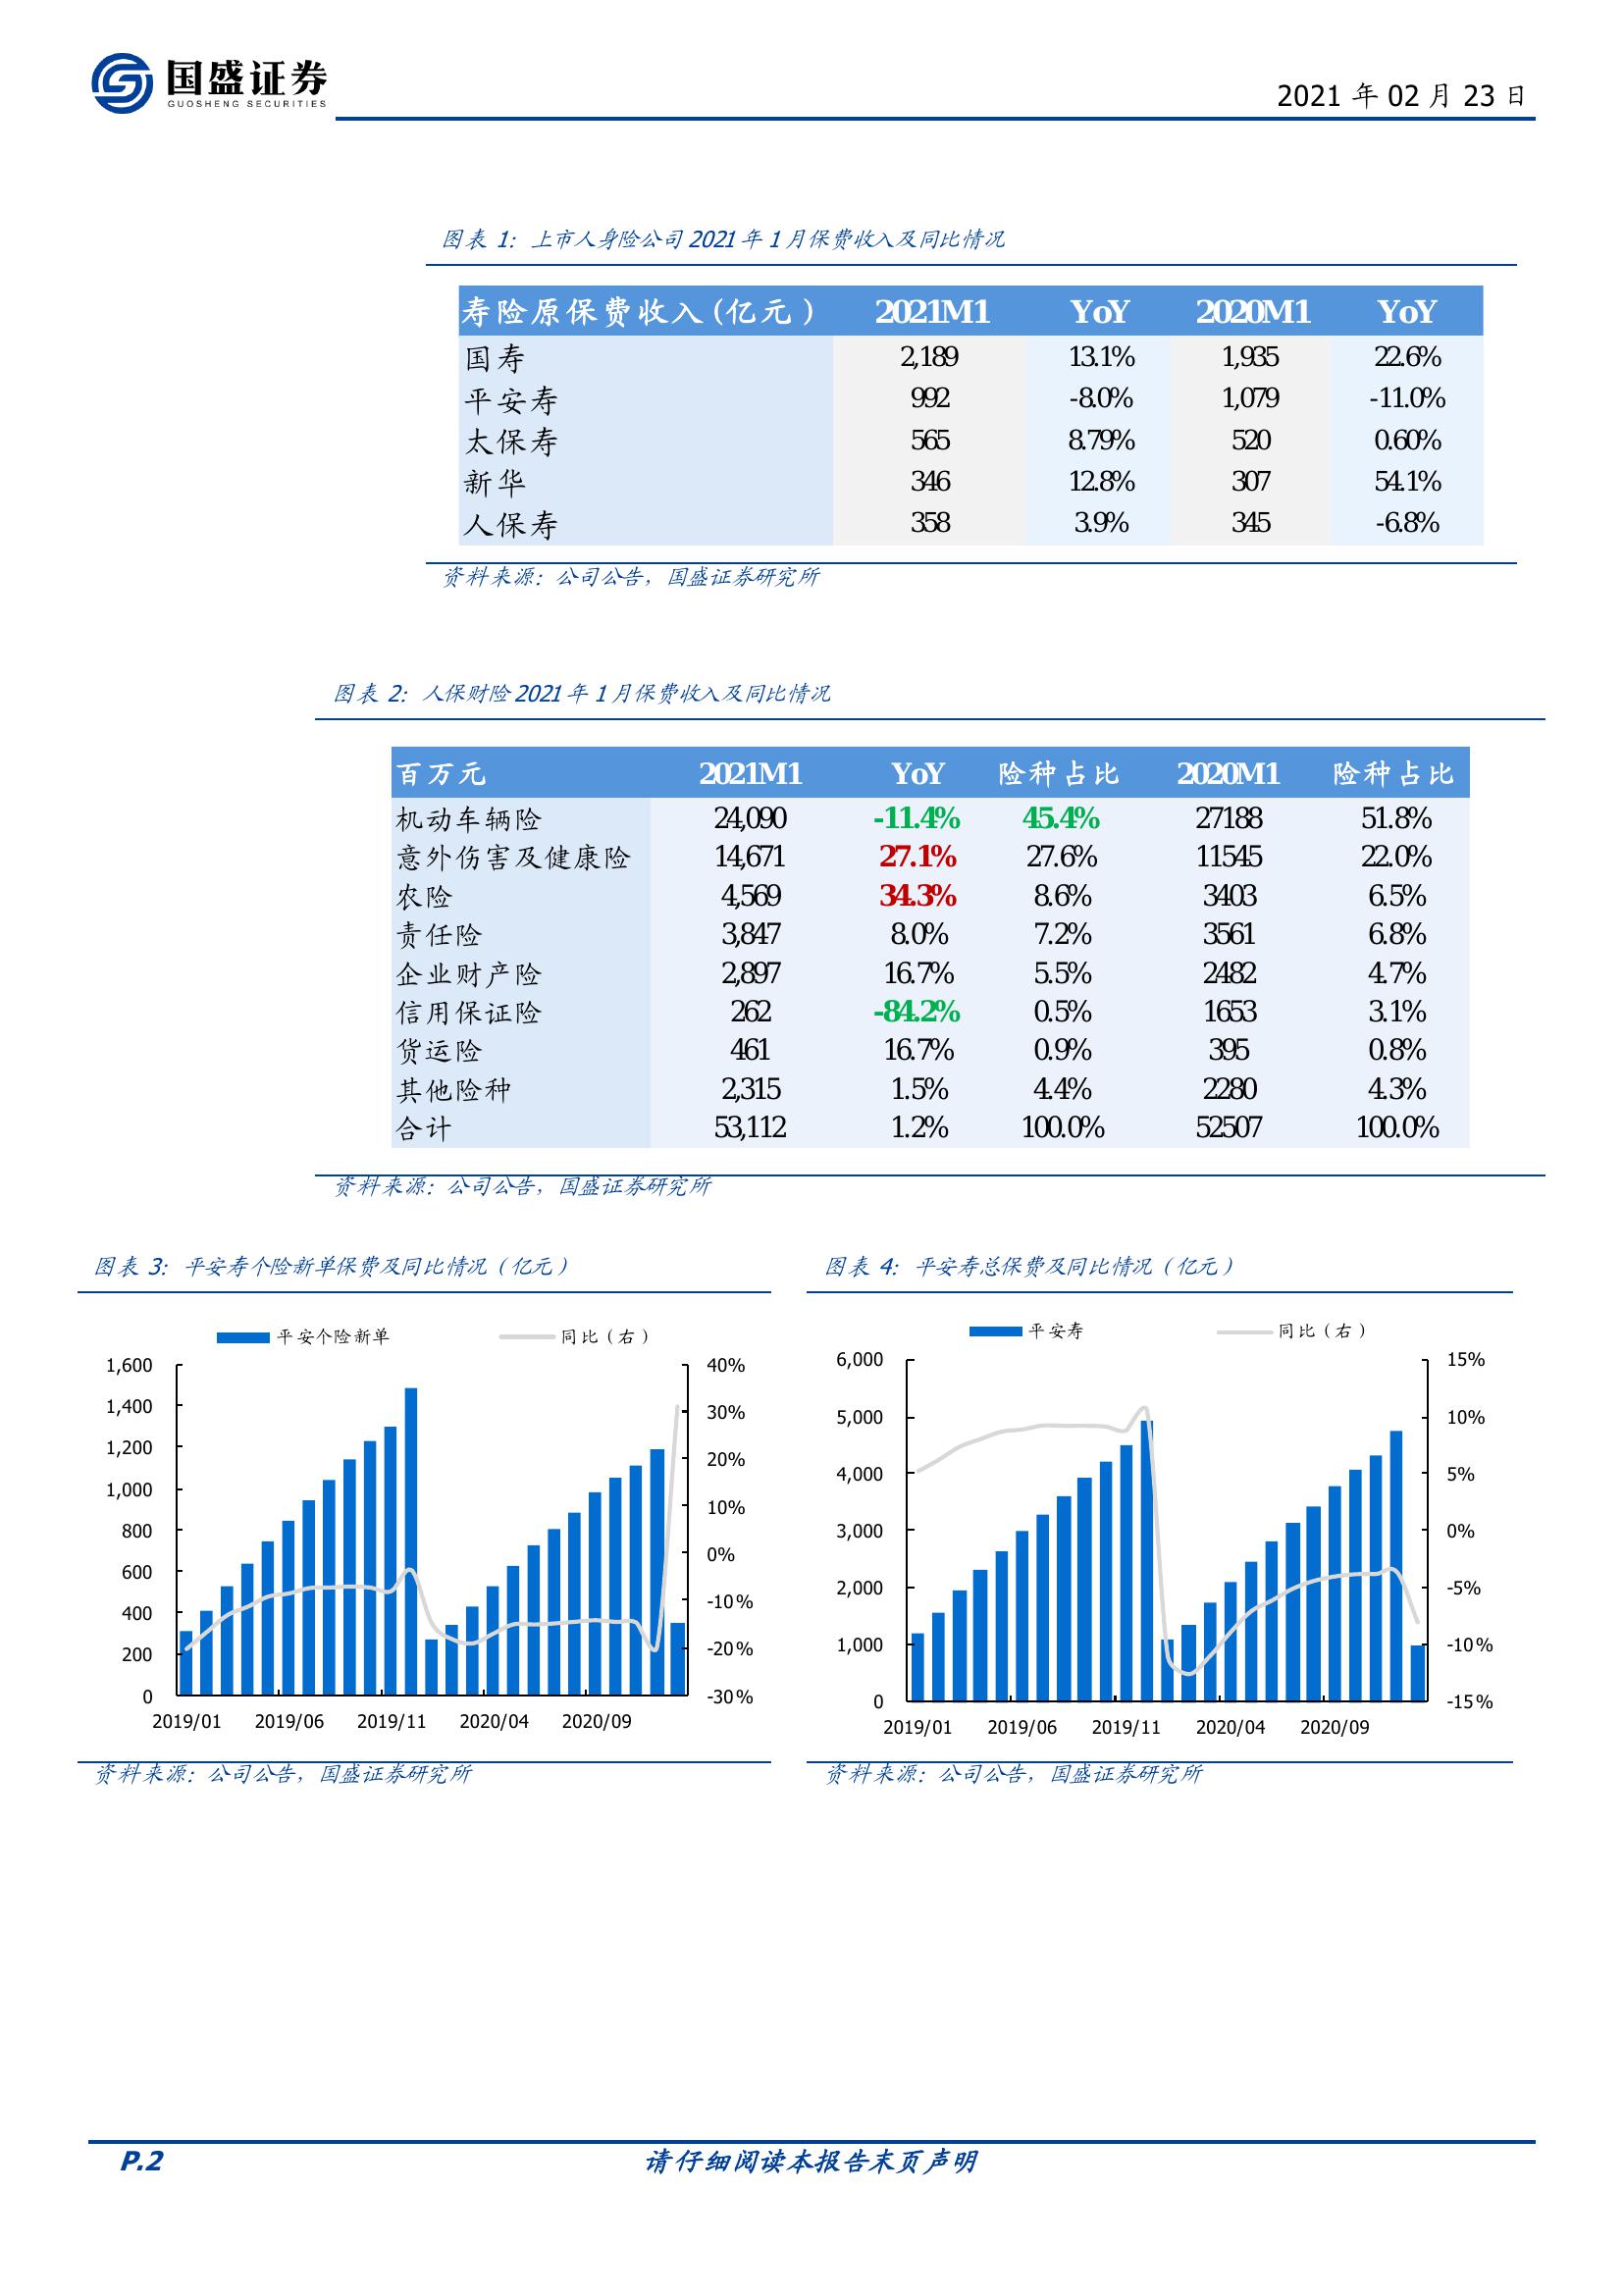 国盛证券
GUOSHENG SECURITIES
2021 年 02 月 23 日
图表 1：上市人身险公司 2021 年 1 月保费收入及同比情况
寿险原保费收入(亿元) 2021M1 YoY 2020M1 YoY
国寿 2,189 13.1% 1,935 22.6%
平安寿 992 -8.0% 1,079 -11.0%
太保寿 565 8.79% 520 0.60%
新华 346 12.8% 307 54.1%
人保寿 358 3.9% 345 -6.8%
资料来源：公司公告，国盛证券研究所
图表 2：人保财险 2021 年 1 月保费收入及同比情况
百万元 2021M1 YoY 险种占比 2020M1 险种占比
机动车辆险 24,090 -11.4% 45.4% 27188 51.8%
意外伤害及健康险 14,671 27.1% 27.6% 11545 22.0%
农险 4,569 34.3% 8.6% 3403 6.5%
责任险 3,847 8.0% 7.2% 3561 6.8%
企业财产险 2,897 16.7% 5.5% 2482 4.7%
信用保证险 262 -84.2% 0.5% 1653 3.1%
货运险 461 16.7% 0.9% 395 0.8%
其他险种 2,315 1.5% 4.4% 2280 4.3%
合计 53,112 1.2% 100.0% 52507 100.0%
资料来源：公司公告，国盛证券研究所
图表 3：平安寿个险新单保费及同比情况（亿元）
平安个险新单 同比（右）
1,600 40%
1,400 30%
1,200 20%
1,000 10%
800 0%
600 -10%
400 -20%
200 -30%
0
2019/01 2019/06 2019/11 2020/04 2020/09
资料来源：公司公告，国盛证券研究所
图表 4：平安寿总保费及同比情况（亿元）
平安寿 同比（右）
6,000 15%
5,000 10%
4,000 5%
3,000 0%
2,000 -5%
1,000 -10%
0 -15%
2019/01 2019/06 2019/11 2020/04 2020/09
资料来源：公司公告，国盛证券研究所
P.2 请仔细阅读本报告末页声明